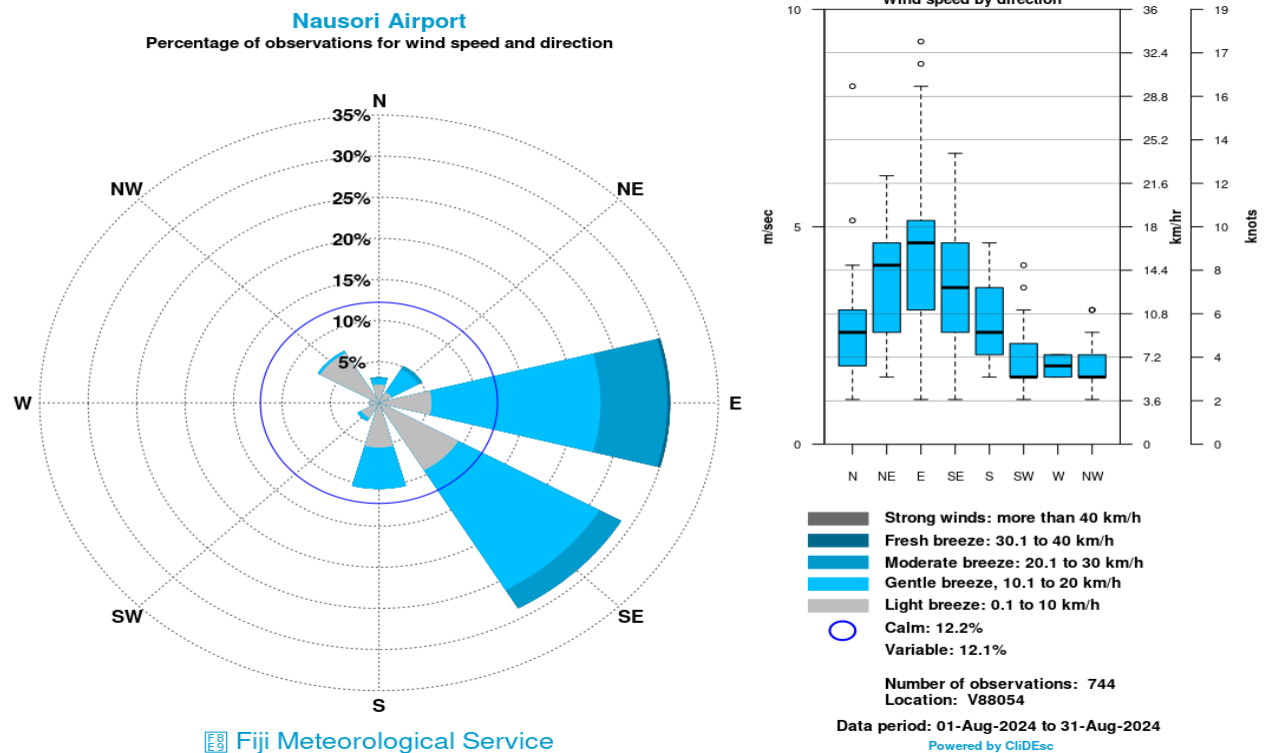 Nausori Airport
Percentage of observations for wind speed and direction
N
35%
30%
25%
20%
15%
10%
5%
NW
NE
W
E
SW
SE
S
Fiji Meteorological Service
Wind speed by direction
10
5
0
m/sec
36
32.4
28.8
25.2
21.6
18
14.4
10.8
7.2
3.6
0
km/hr
19
17
16
14
12
10
8
6
4
2
0
knots
N NE E SE S SW W NW
Strong winds: more than 40 km/h
Fresh breeze: 30.1 to 40 km/h
Moderate breeze: 20.1 to 30 km/h
Gentle breeze, 10.1 to 20 km/h
Light breeze: 0.1 to 10 km/h
Calm: 12.2%
Variable: 12.1%
Number of observations: 744
Location: V88054
Data period: 01-Aug-2024 to 31-Aug-2024
Powered by CliDEsc